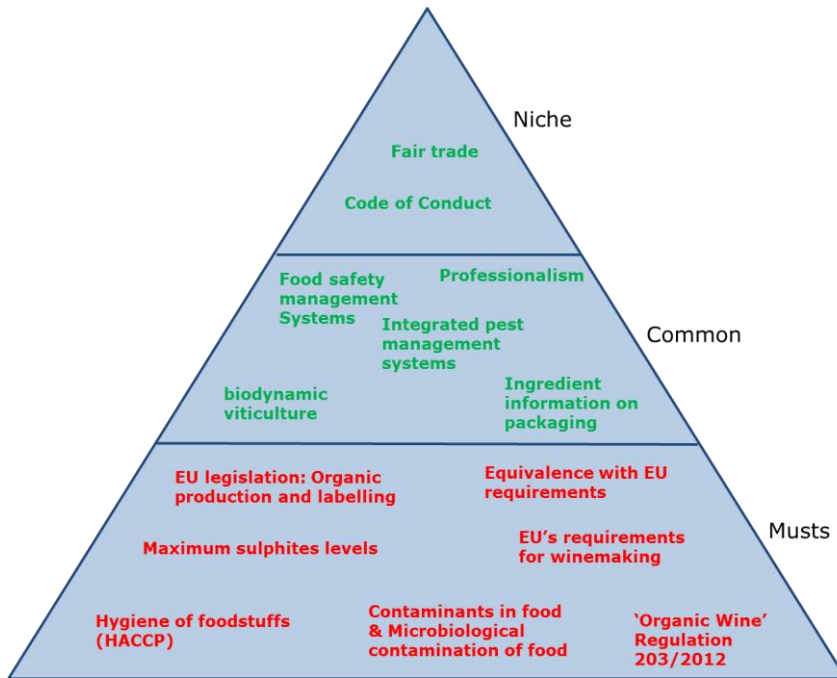 Niche
Fair trade
Code of Conduct
Food safety
management
Systems
Professionalism
Integrated pest
management
systems
Common
biodynamic
viticulture
Ingredient
information on
packaging
EU legislation: Organic
production and labelling
Equivalence with EU
requirements
Musts
Maximum sulphites levels
EU's requirements
for winemaking
Hygiene of foodstuffs
(HACCP)
Contaminants in food
& Microbiological
contamination of food
‘Organic Wine’
Regulation
203/2012